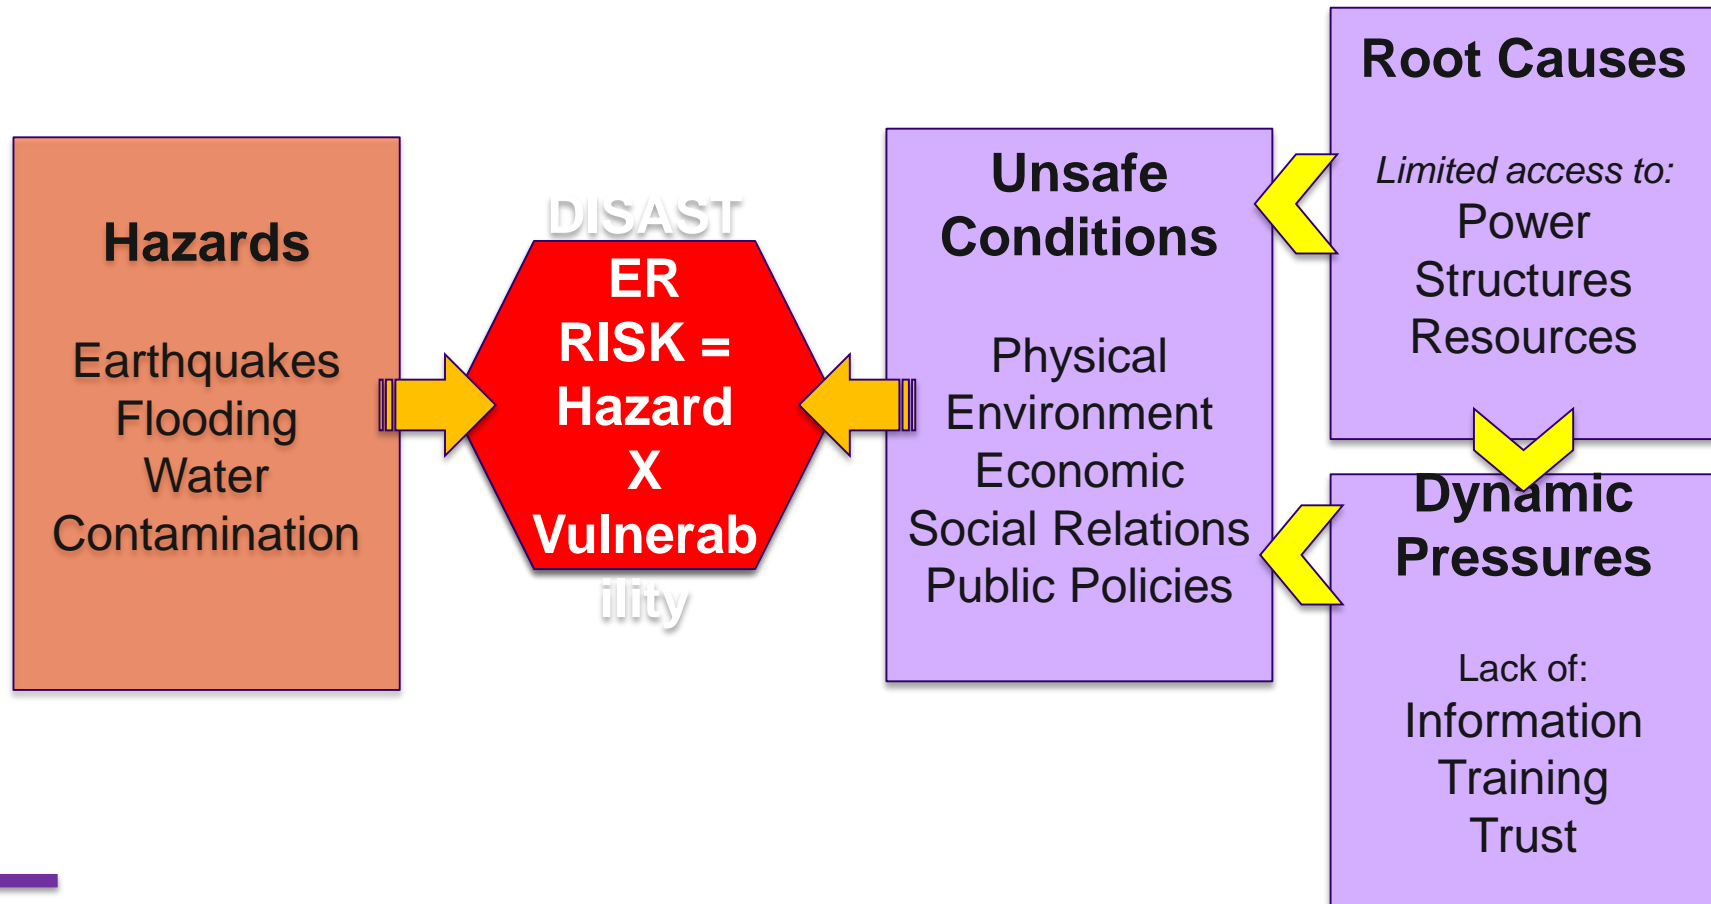 Hazards
Earthquakes
Flooding
Water
Contamination
DISAST
ER
RISK =
Hazard
X
Vulnerab
ility
Unsafe
Conditions
Physical
Environment
Economic
Social Relations
Public Policies
Root Causes
Limited access to:
Power
Structures
Resources
Dynamic
Pressures
Lack of:
Information
Training
Trust